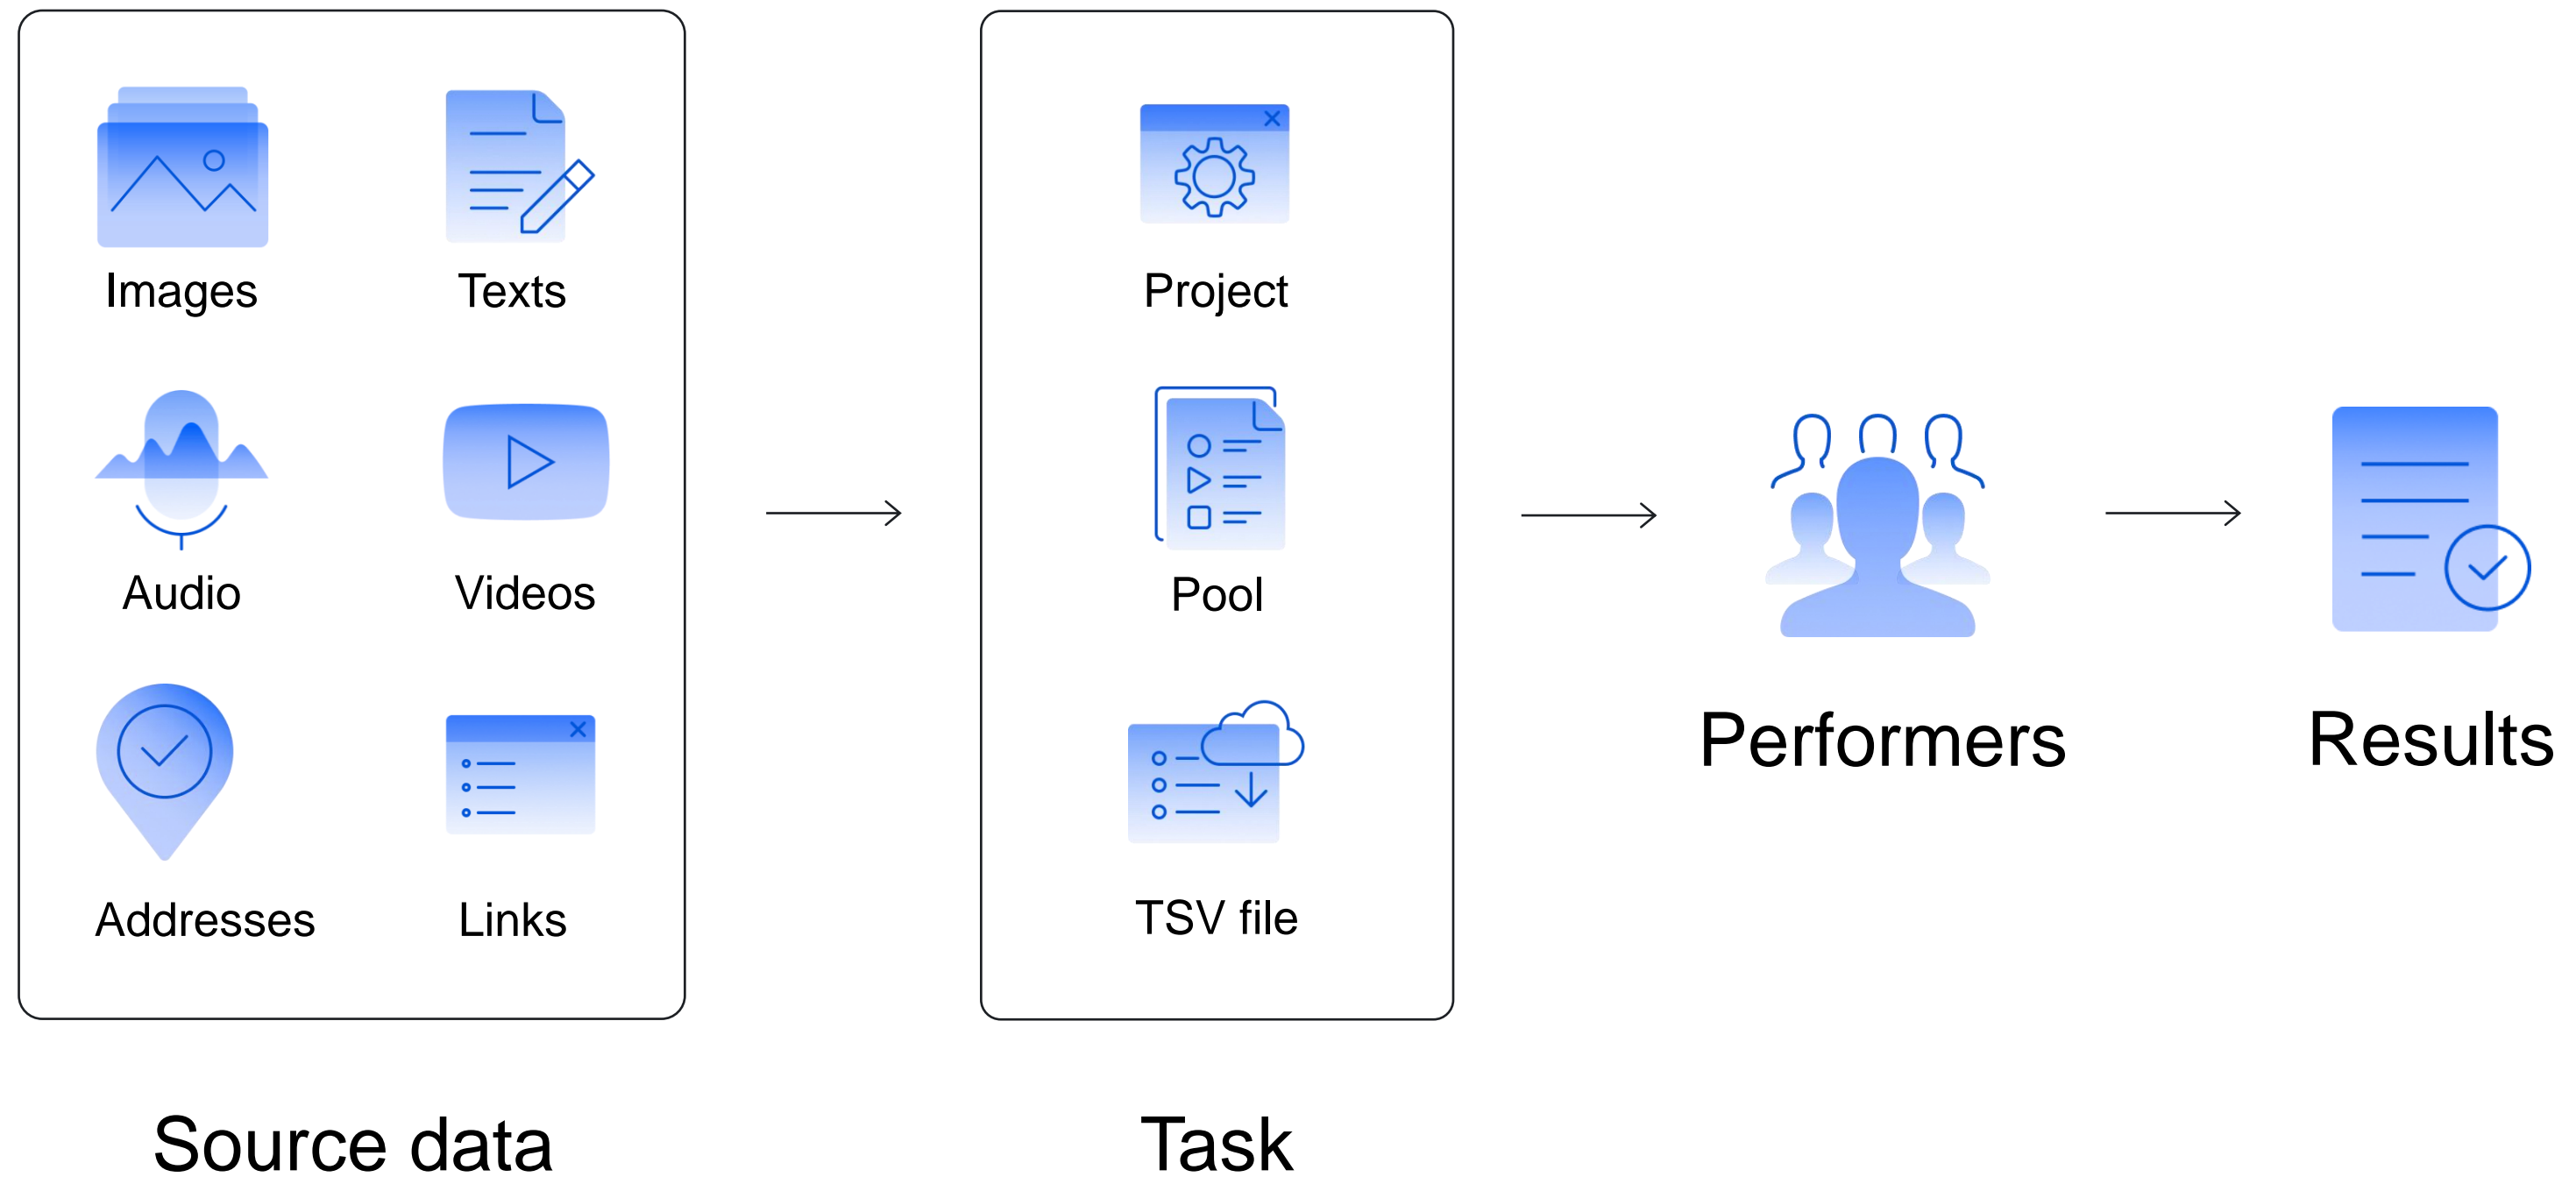 Images
Texts
Audio
Videos
Addresses
Links
Source data
Project
Pool
TSV file
Task
Performers
Results